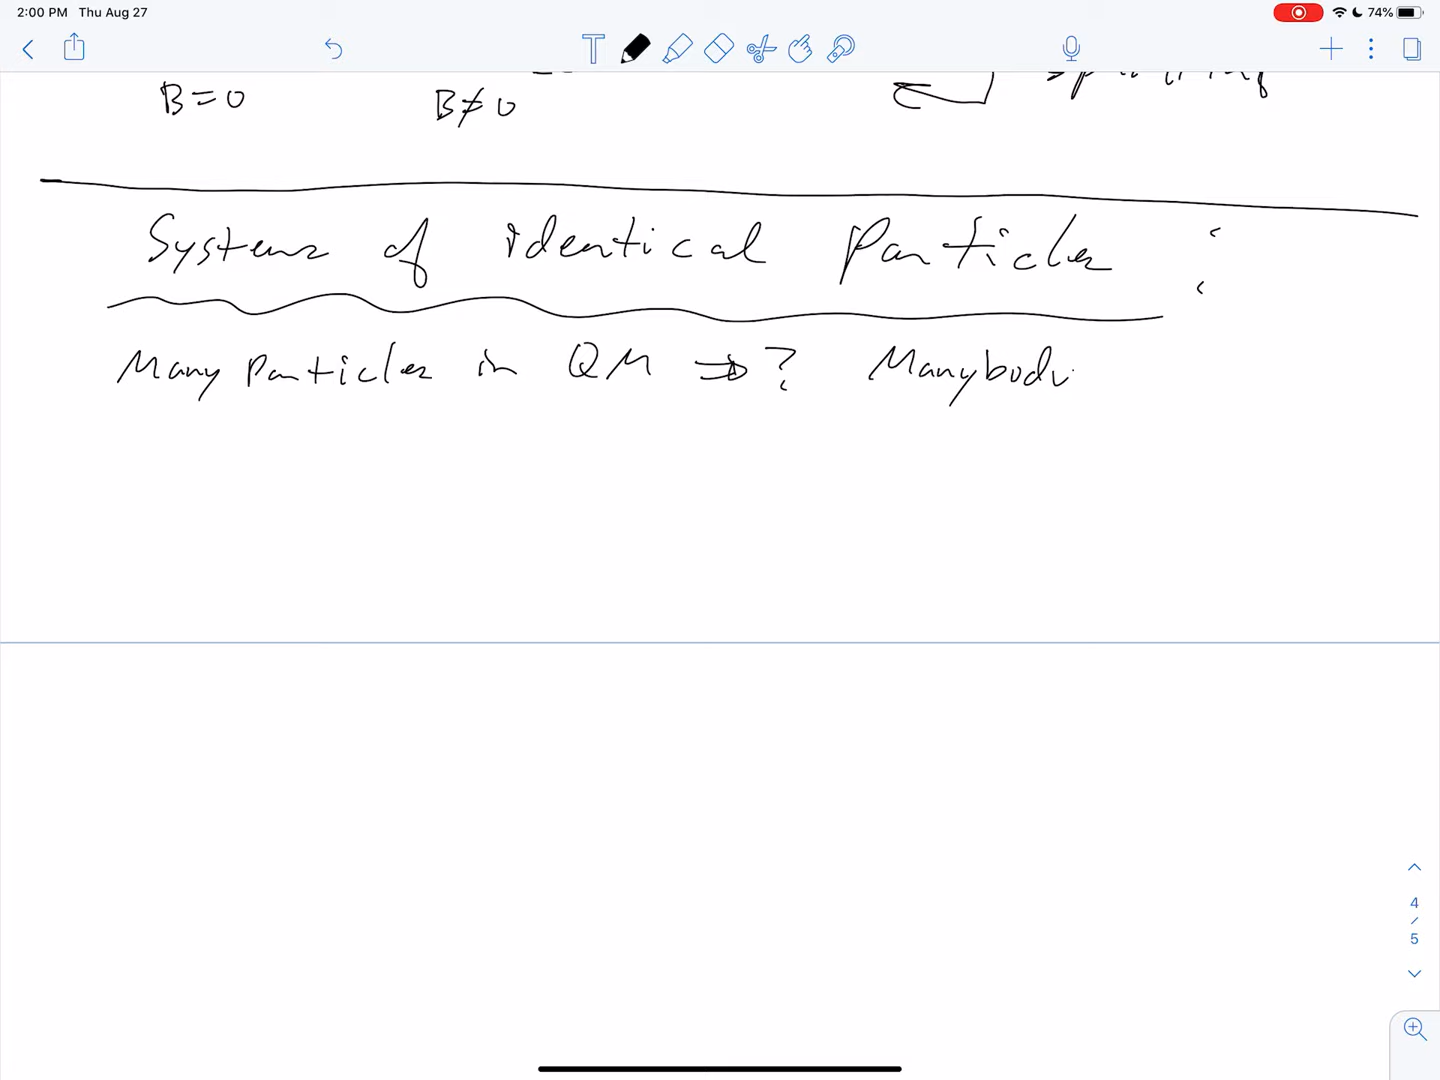 2:00 PM Thu Aug 27 74%
T
B=0 B≠0
Systems of identical Particles :
Many Particles in QM ⇒ ? Manybody
4
/
5